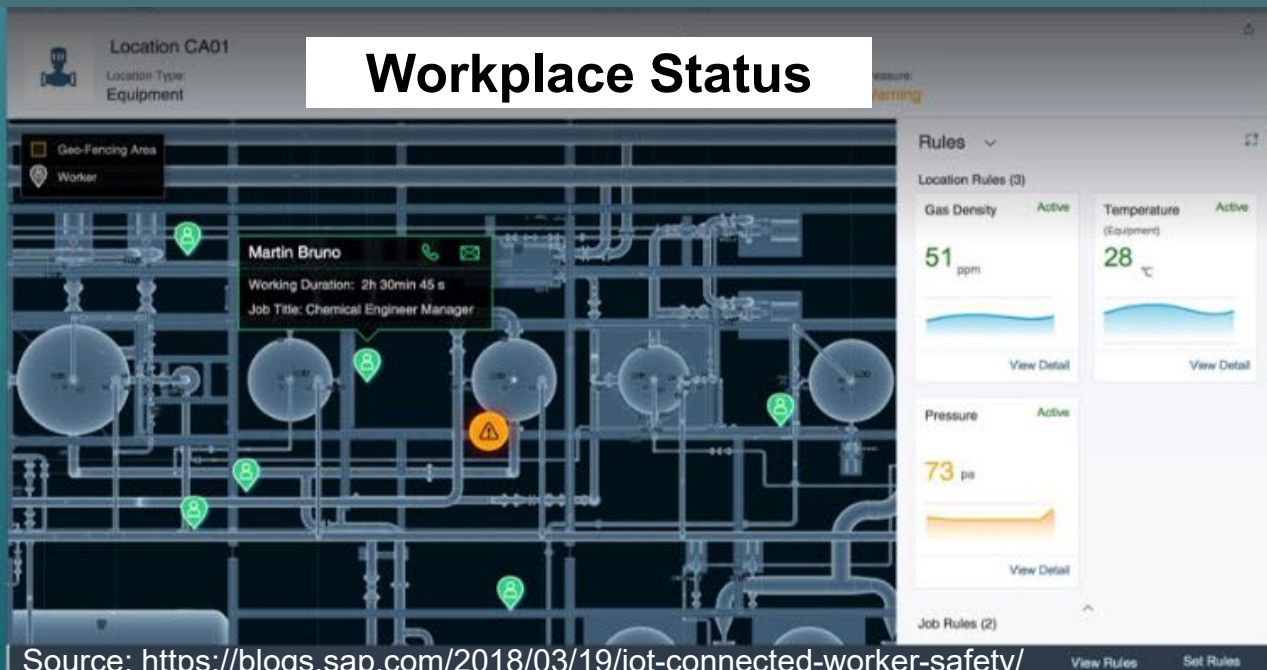 Location CA01
Location Type:
Equipment
Workplace Status
Warning
Geo-Fencing Area
Worker
Martin Bruno
Working Duration: 2h 30min 45 s
Job Title: Chemical Engineer Manager
Rules
Location Rules (3)
Gas Density Active
51 ppm
View Detail
Temperature Active
(Equipment)
28 °C
View Detail
Pressure Active
73 pa
View Detail
Job Rules (2)
View Rules Set Rules
Source: https://blogs.sap.com/2018/03/19/iot-connected-worker-safety/